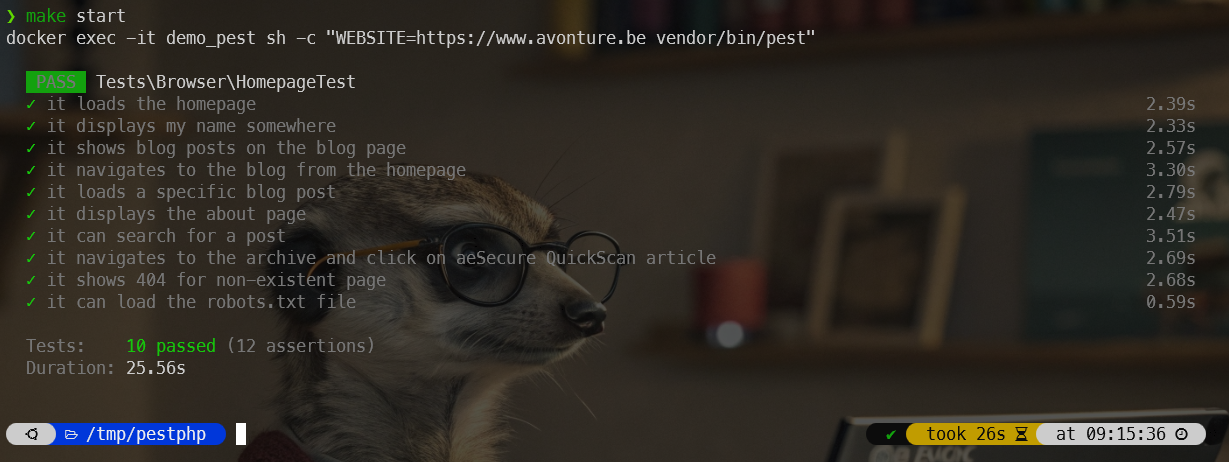 ❯ make start
docker exec -it demo_pest sh -c "WEBSITE=https://www.avonture.be vendor/bin/pest"
PASS Tests\Browser\HomepageTest
✓ it loads the homepage 2.39s
✓ it displays my name somewhere 2.33s
✓ it shows blog posts on the blog page 2.57s
✓ it navigates to the blog from the homepage 3.30s
✓ it loads a specific blog post 2.79s
✓ it displays the about page 2.47s
✓ it can search for a post 3.51s
✓ it navigates to the archive and click on aeSecure QuickScan article 2.69s
✓ it shows 404 for non-existent page 2.68s
✓ it can load the robots.txt file 0.59s
Tests: 10 passed (12 assertions)
Duration: 25.56s
/tmp/pestphp ✔ took 26s at 09:15:36